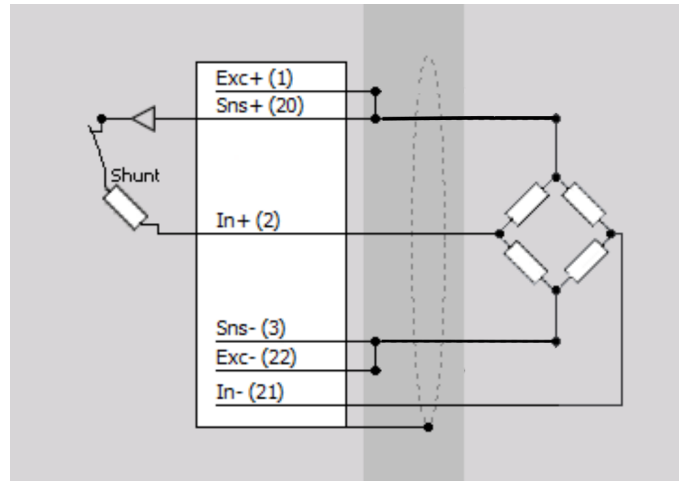 Exc+ (1)
Sns+ (20)
Shunt
In+ (2)
Sns- (3)
Exc- (22)
In- (21)